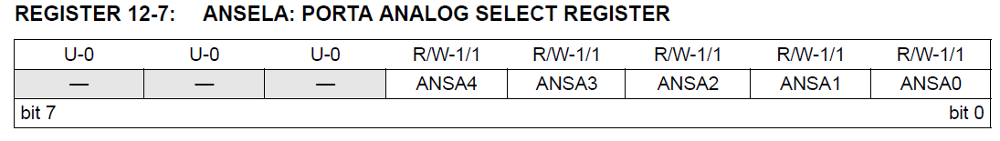 REGISTER 12-7: ANSELA: PORTA ANALOG SELECT REGISTER
U-0 U-0 U-0 R/W-1/1 R/W-1/1 R/W-1/1 R/W-1/1 R/W-1/1
— — — ANSA4 ANSA3 ANSA2 ANSA1 ANSA0
bit 7 bit 0